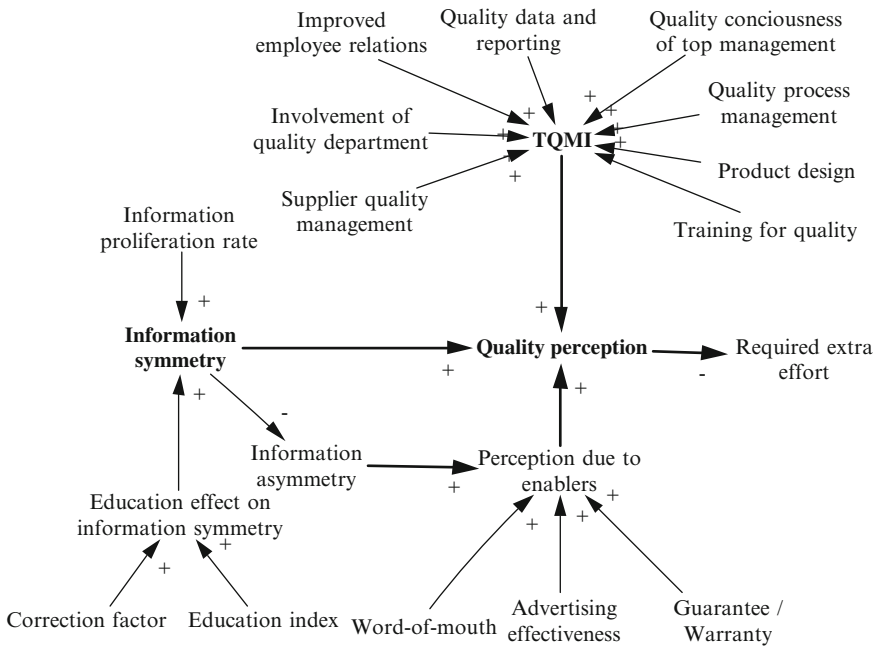 Improved
employee relations
Quality data and
reporting
Quality conciousness
of top management
Involvement of
quality department
Quality process
management
TQMI
Supplier quality
management
Product design
Training for quality
+
+
+
+
+
+
+
+
Information
proliferation rate
+
+
Information
symmetry
Quality perception
Required extra
effort
+
-
+
+
-
Information
asymmetry
Perception due to
enablers
+
+
+
+
Education effect on
information symmetry
+
+
Correction factor
Education index
Word-of-mouth
Advertising
effectiveness
Guarantee /
Warranty